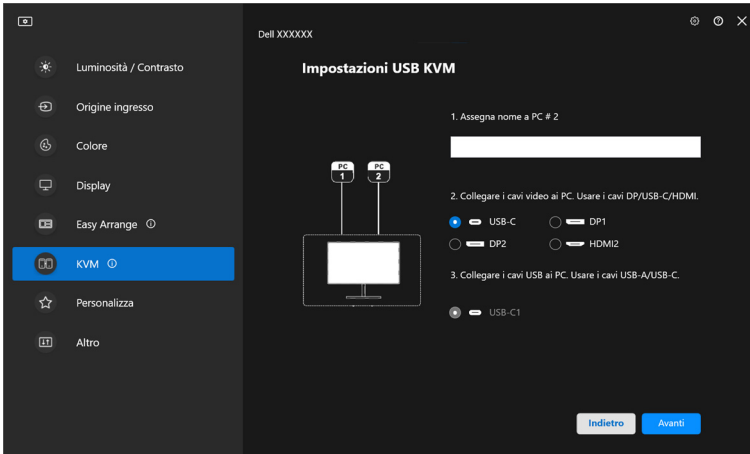 Dell XXXXXX
Luminosità / Contrasto
Origine ingresso
Colore
Display
Easy Arrange
KVM
Personalizza
Altro
Impostazioni USB KVM
PC 1
PC 2
1. Assegna nome a PC # 2
2. Collegare i cavi video ai PC. Usare i cavi DP/USB-C/HDMI.
USB-C
DP1
DP2
HDMI2
3. Collegare i cavi USB ai PC. Usare i cavi USB-A/USB-C.
USB-C1
Indietro
Avanti